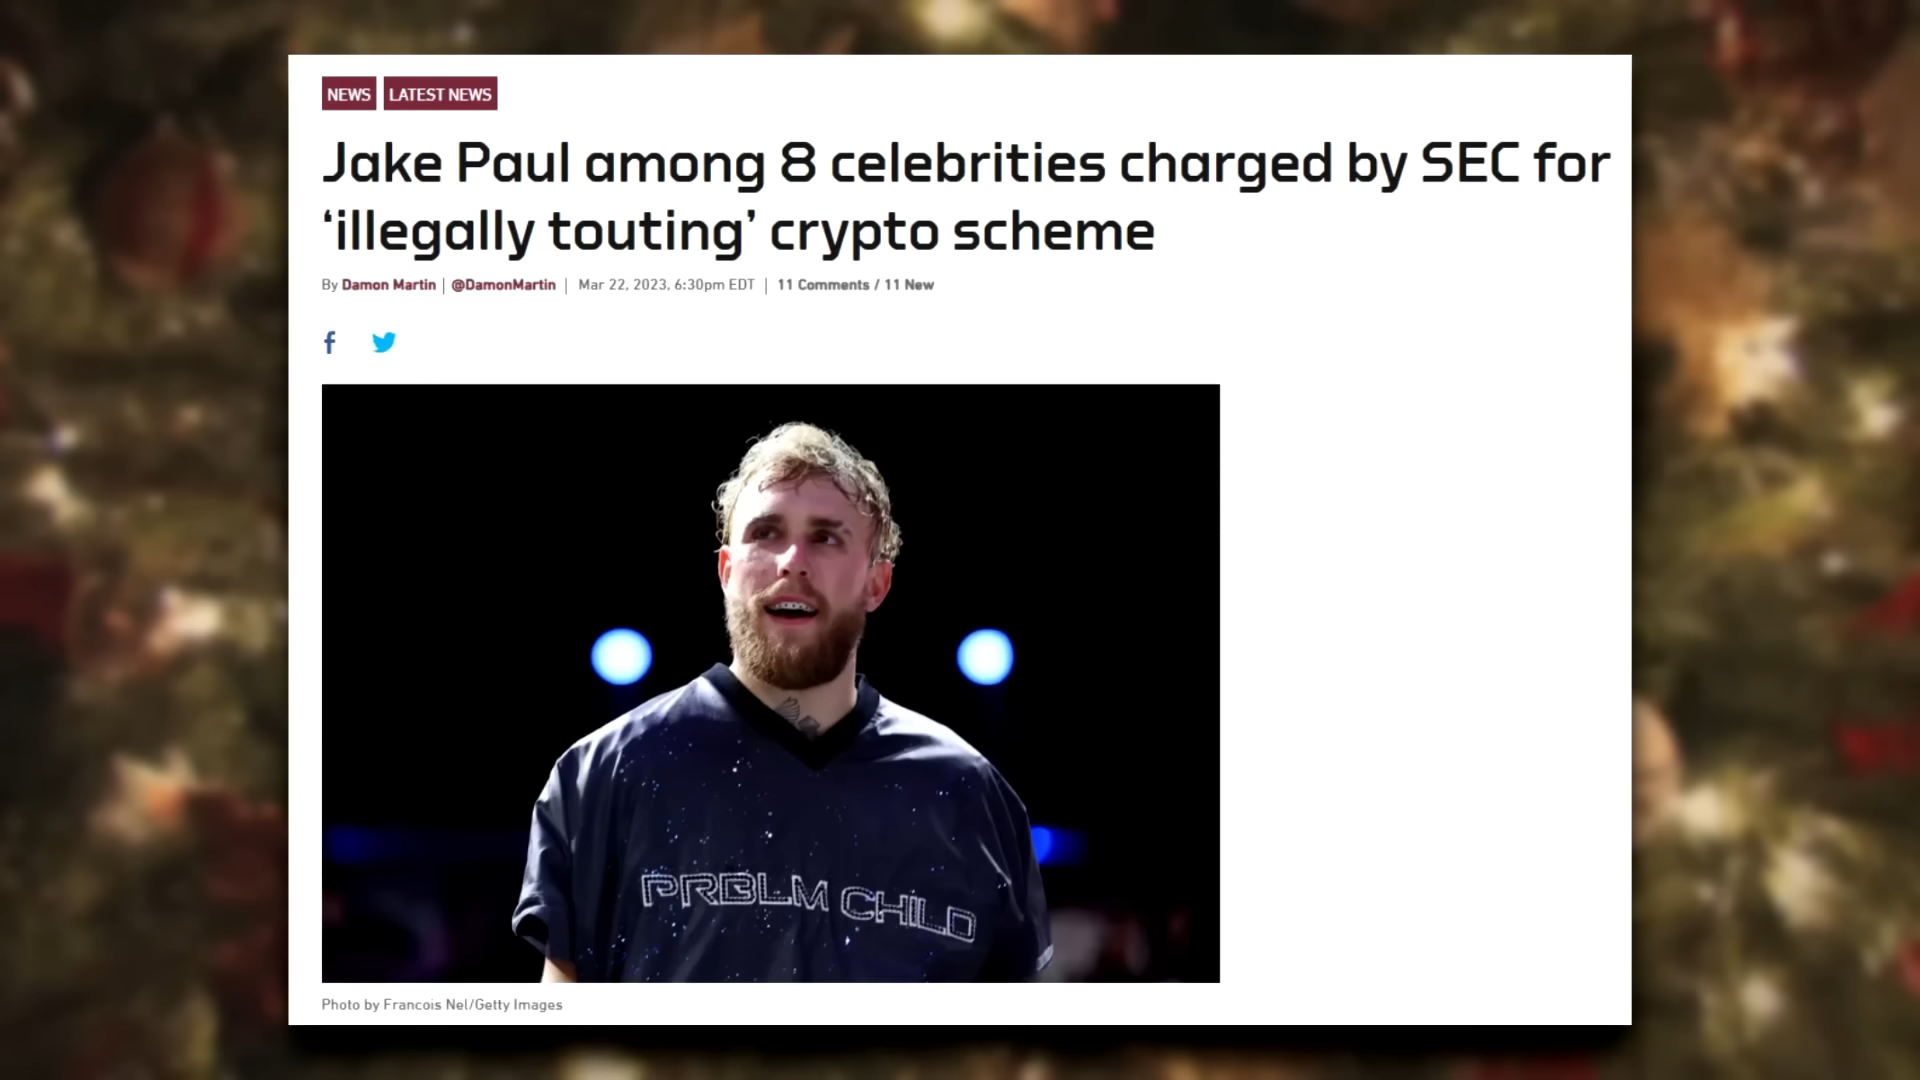 NEWS LATEST NEWS
Jake Paul among 8 celebrities charged by SEC for
‘illegally touting’ crypto scheme
By Damon Martin | @DamonMartin | Mar 22, 2023, 6:30pm EDT | 11 Comments / 11 New
PRBLM CHILD
Photo by Francois Nel/Getty Images